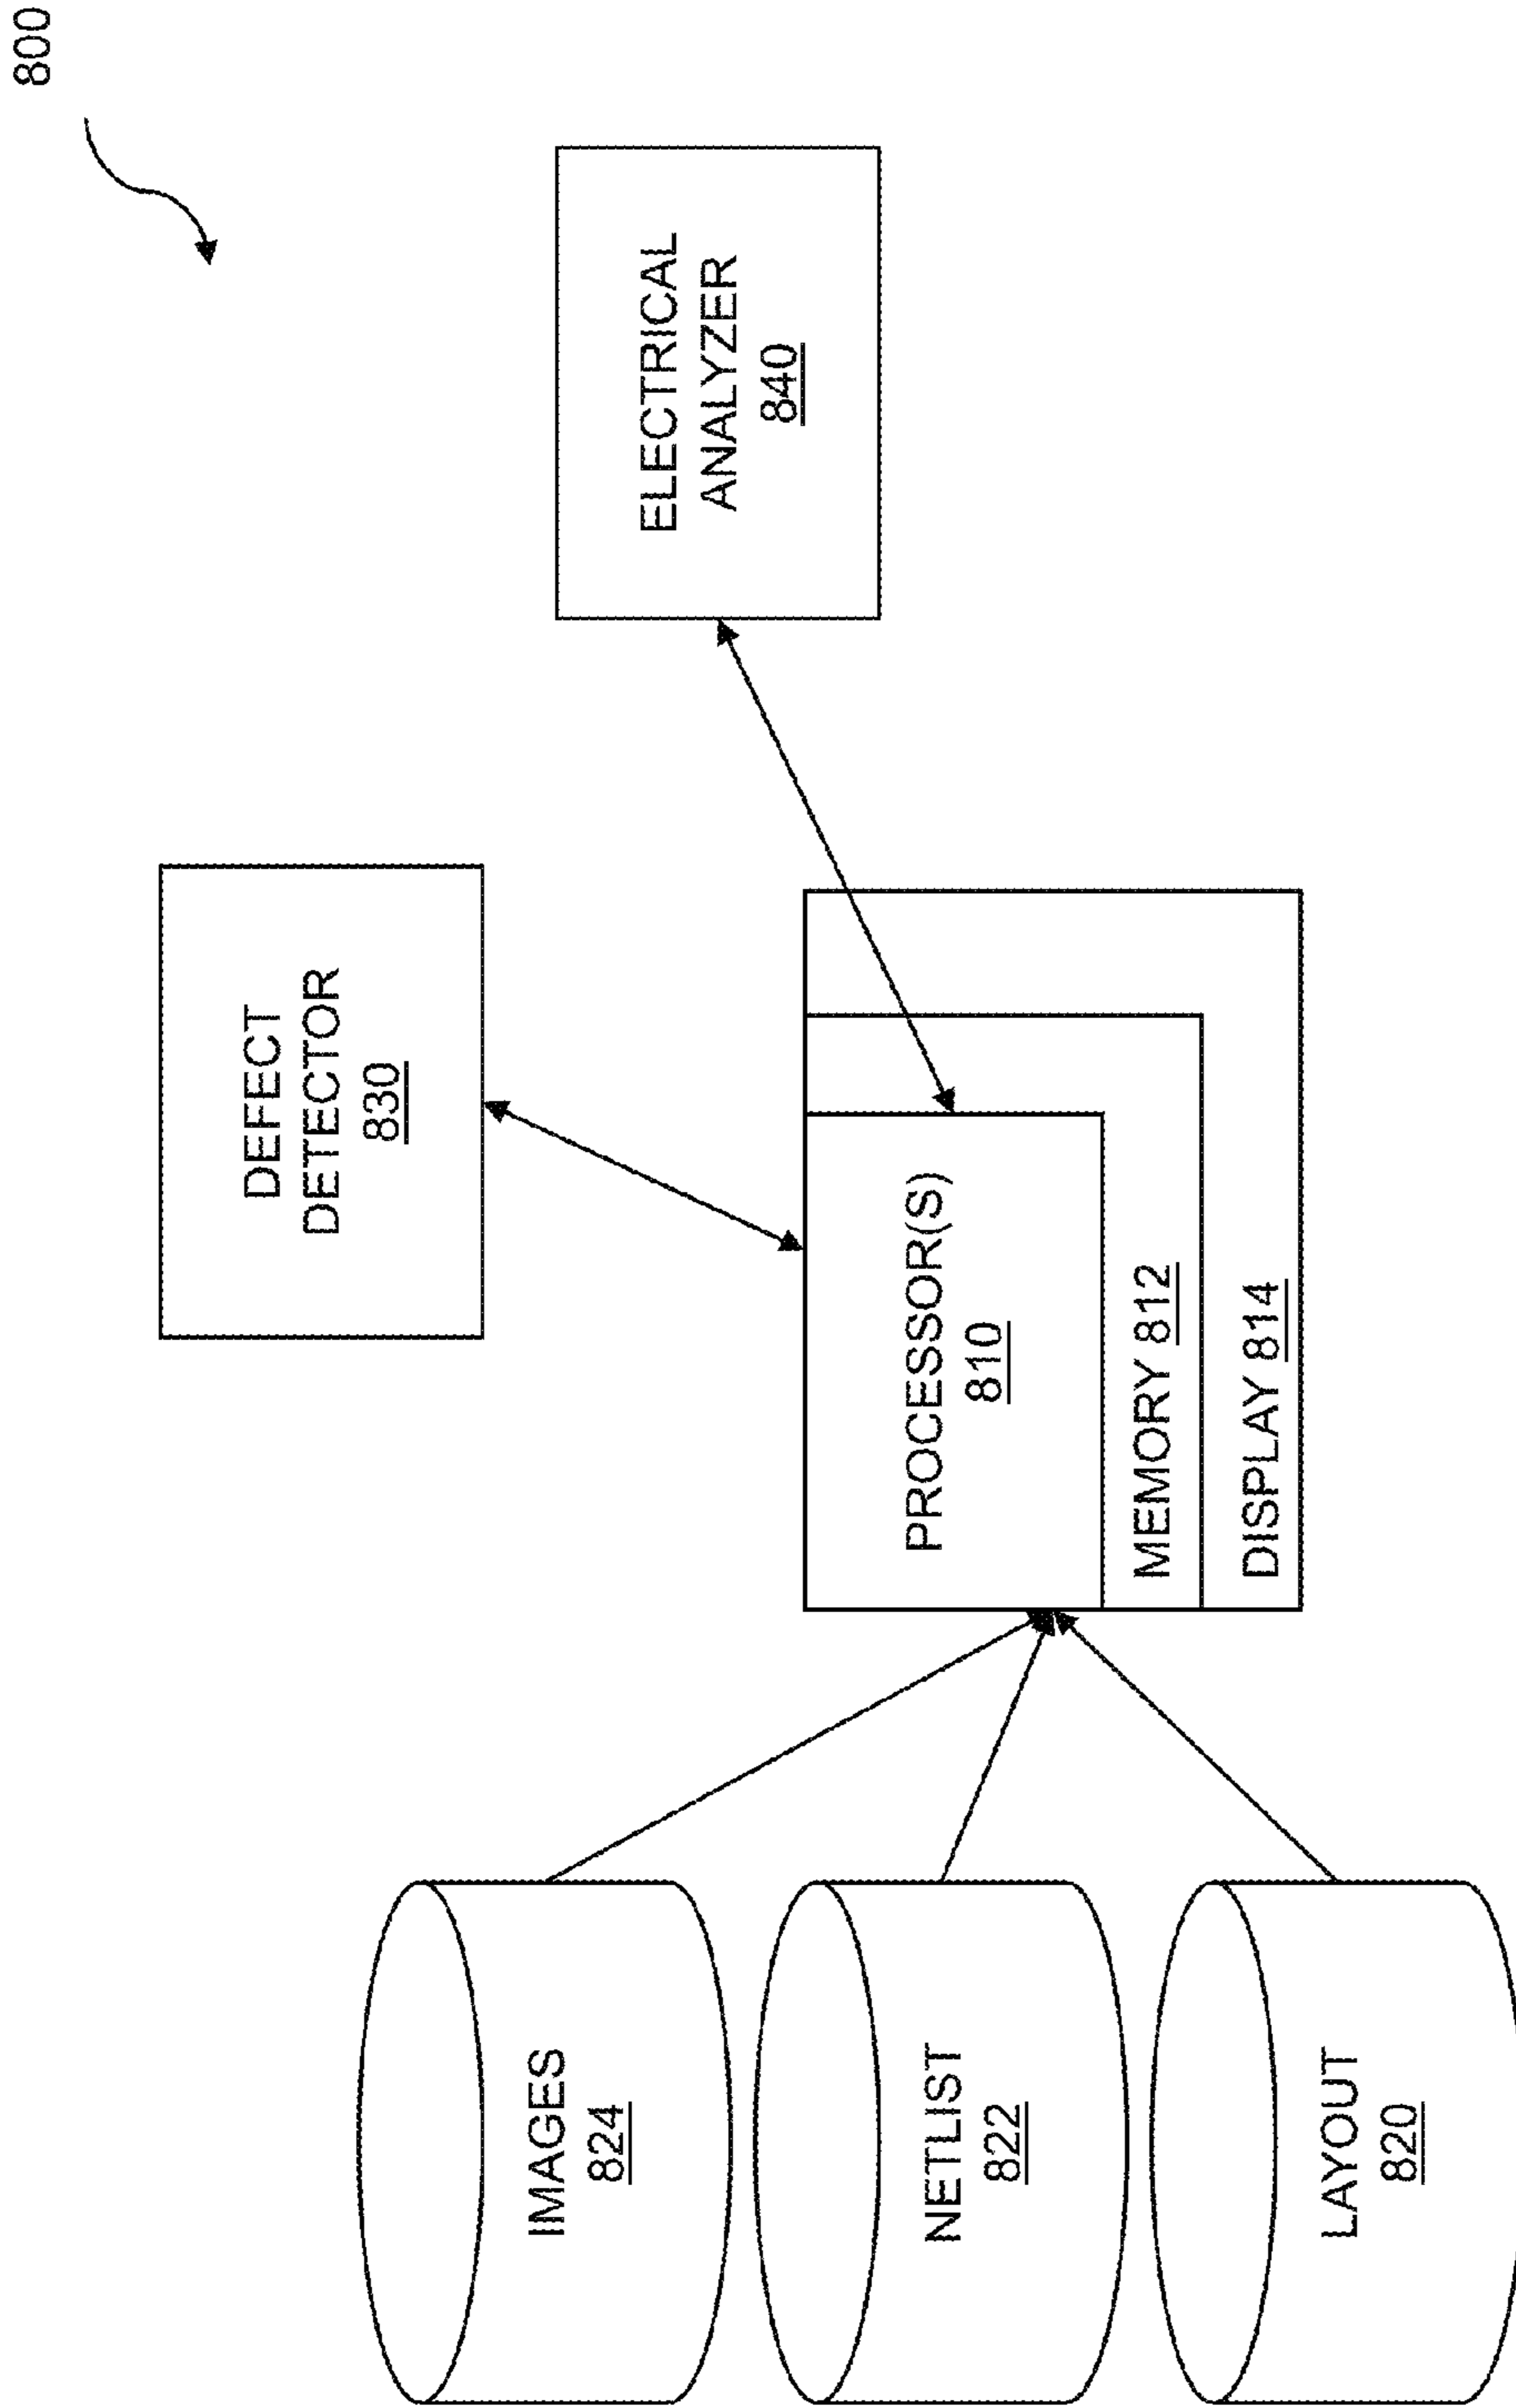 800
IMAGES
824
NETLIST
822
LAYOUT
820
DEFECT
DETECTOR
830
PROCESSOR(S)
810
MEMORY 812
DISPLAY 814
ELECTRICAL
ANALYZER
840